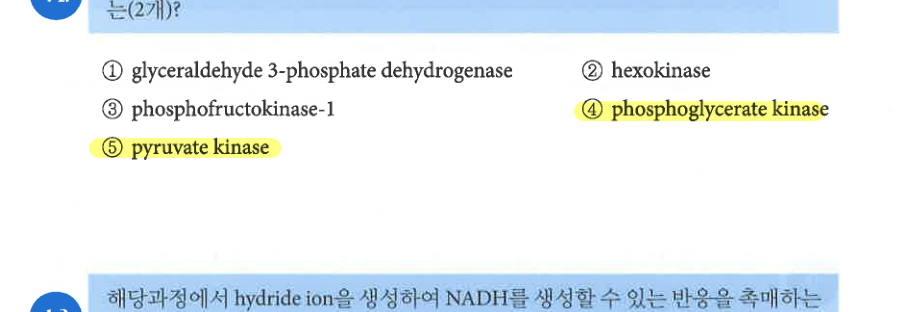 는(2개)?
① glyceraldehyde 3-phosphate dehydrogenase ② hexokinase
③ phosphofructokinase-1 ④ phosphoglycerate kinase
⑤ pyruvate kinase
해당과정에서 hydride ion을 생성하여 NADH를 생성할 수 있는 반응을 촉매하는